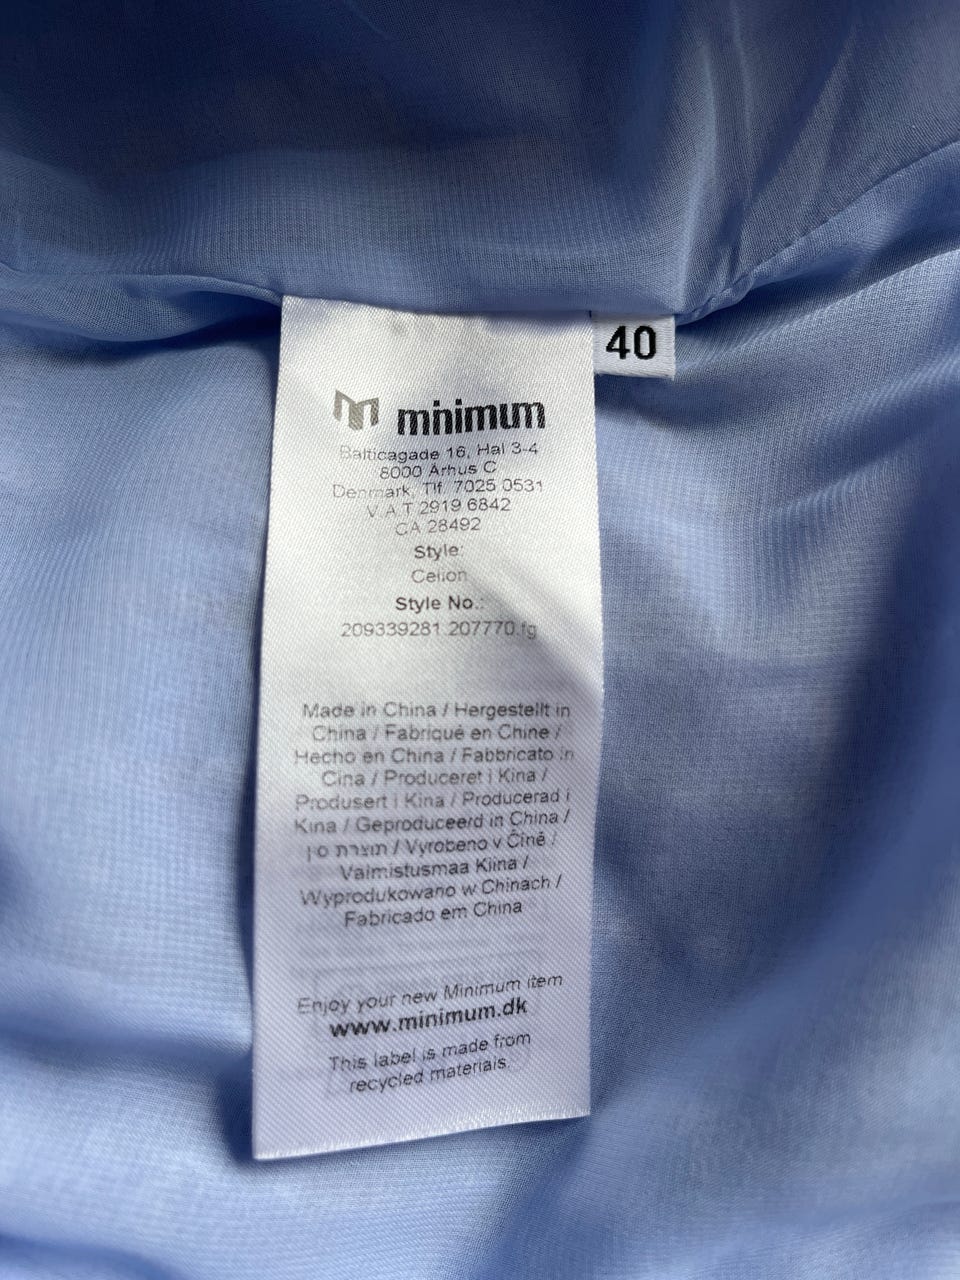 40
minimum
Balticagade 16, Hal 3-4
8000 Århus C
Denmark, Tlf. 7025 0531
V A T 2919 6842
CA 28492
Style:
Celion
Style No.:
209339281.207770.fg
Made in China / Hergestellt in
China / Fabriqué en Chine /
Hecho en China / Fabbricato in
Cina / Produceret i Kina /
Produsert i Kina / Producerad i
Kina / Geproduceerd in China /
תוצרת סין / Vyrobeno v Číně /
Valmistusmaa Kiina /
Wyprodukowano w Chinach /
Fabricado em China
Enjoy your new Minimum item
www.minimum.dk
This label is made from
recycled materials.